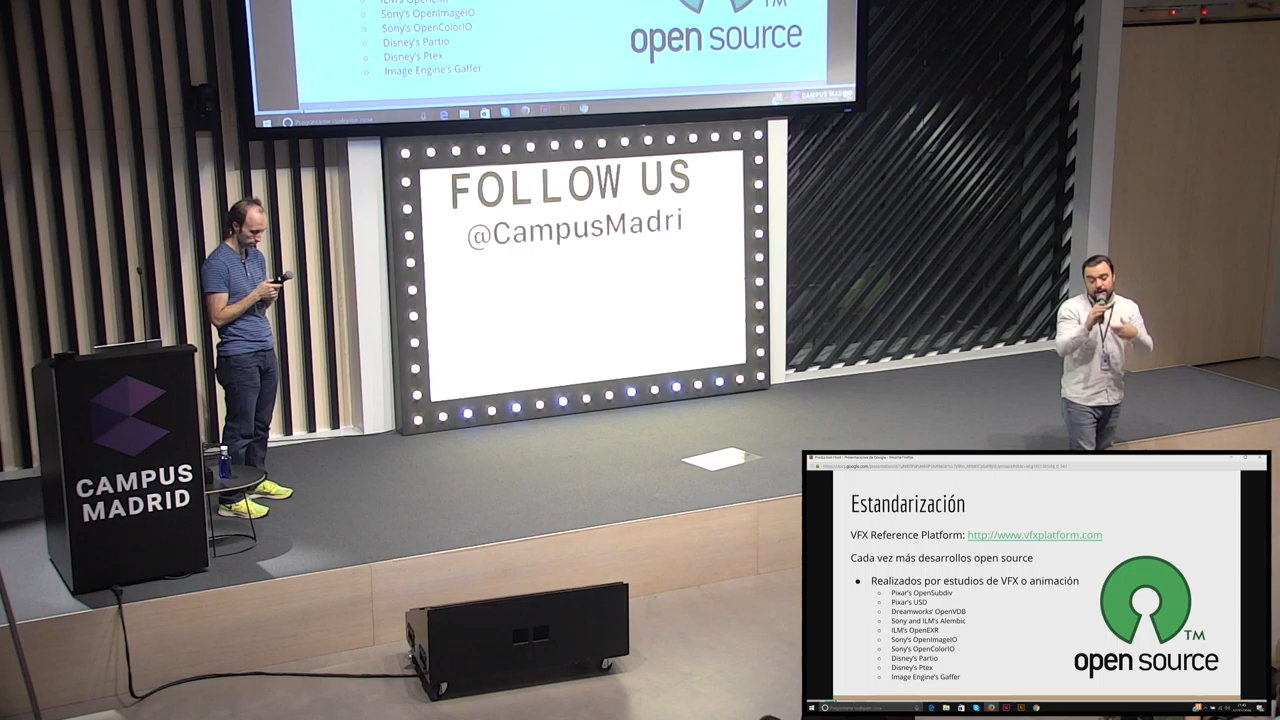 Sony's OpenImageIO
Sony's OpenColorIO
Disney's Partio
Disney's Ptex
Image Engine's Gaffer
TM
open source
CAMPUS MADRID
FOLLOW US
@CampusMadri
CAMPUS
MADRID
Estandarización
VFX Reference Platform: http://www.vfxplatform.com
Cada vez más desarrollos open source
Realizados por estudios de VFX o animación
Pixar's OpenSubdiv
Pixar's USD
Dreamworks' OpenVDB
Sony and ILM's Alembic
ILM's OpenEXR
Sony's OpenImageIO
Sony's OpenColorIO
Disney's Partio
Disney's Ptex
Image Engine's Gaffer
TM
open source